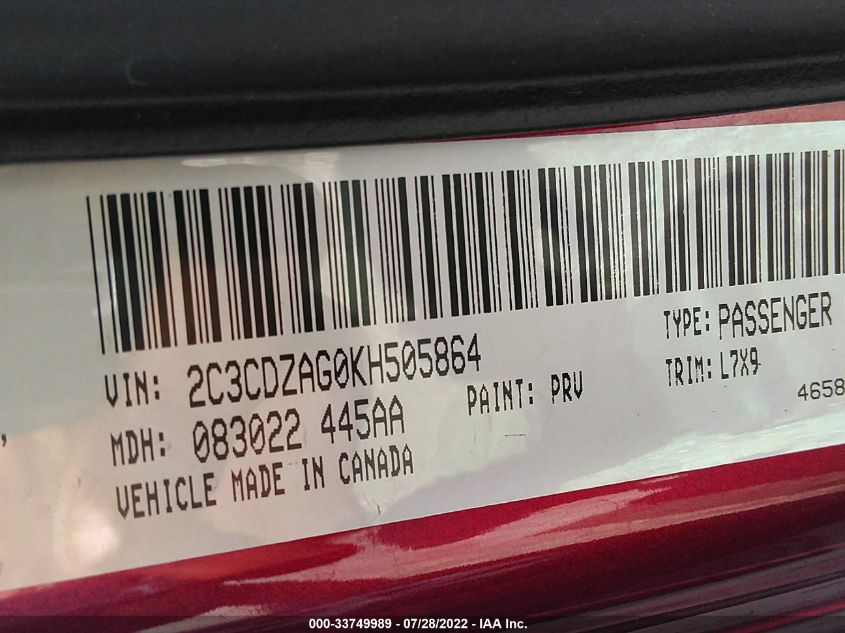 VIN: 2C3CDZAG0KH505864
TYPE: PASSENGER
MDH: 083022 445AA
PAINT: PRV
TRIM: L7X9
VEHICLE MADE IN CANADA
4658
000-33749989 - 07/28/2022 - IAA Inc.